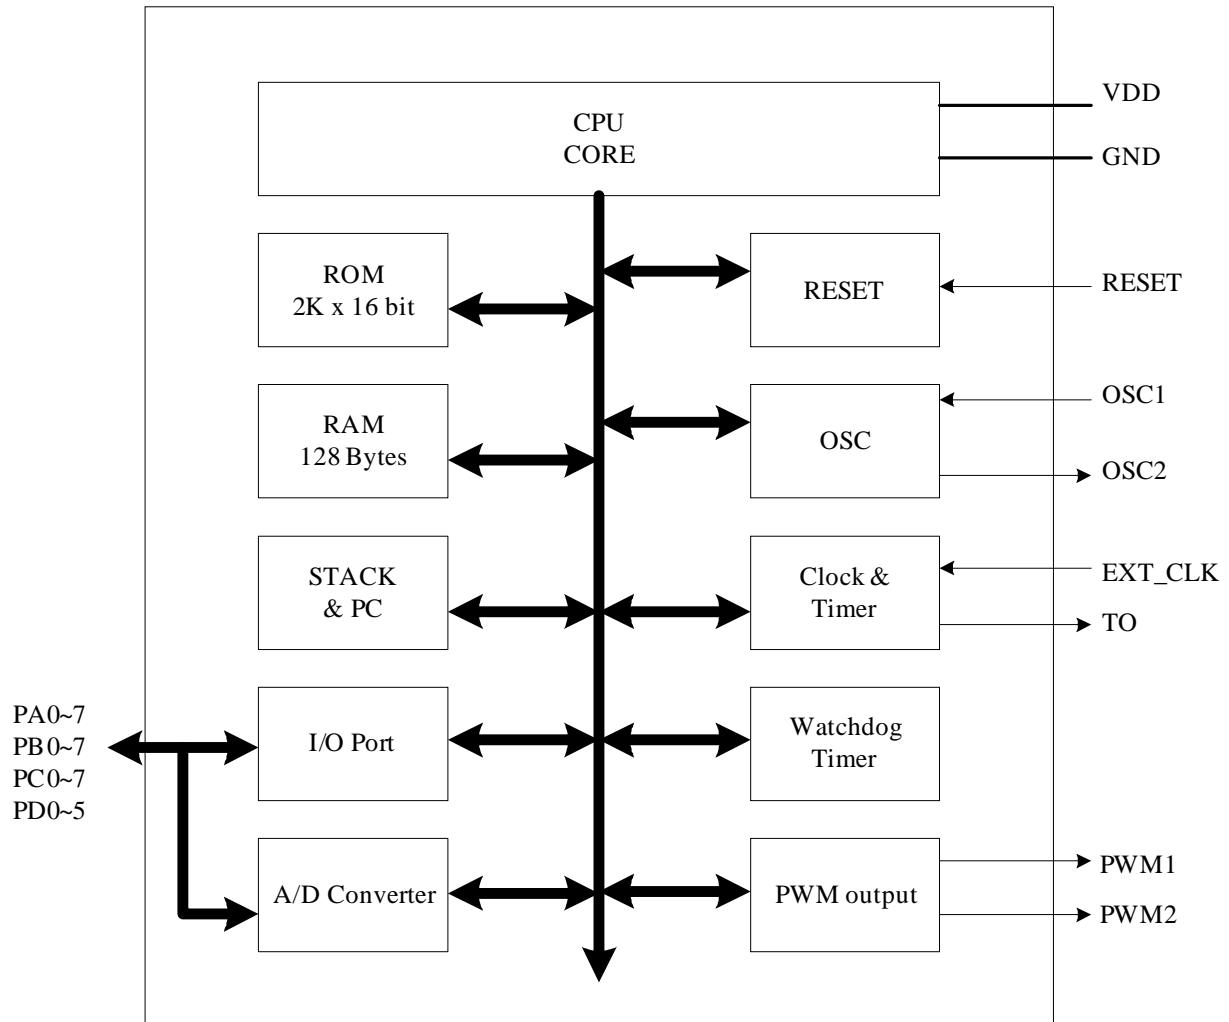 CPU
CORE
VDD
GND
ROM
2K x 16 bit
RESET
RESET
RAM
128 Bytes
OSC
OSC1
OSC2
STACK
& PC
Clock &
Timer
EXT_CLK
TO
PA0~7
PB0~7
PC0~7
PD0~5
I/O Port
Watchdog
Timer
A/D Converter
PWM output
PWM1
PWM2